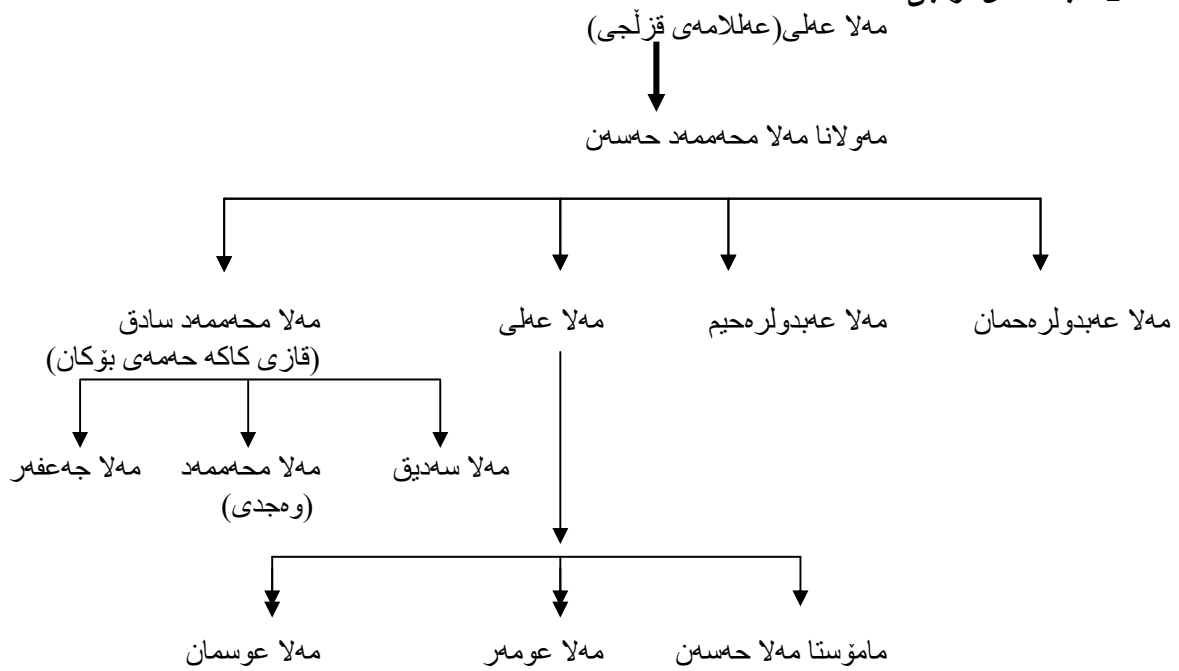 مەلا عەلی(عەللامەی قزڵجی)
مەولانا مەلا محەممەد حەسەن
مەلا عەبدولرەحمان
مەلا عەبدولرەحیم
مەلا عەلی
مەلا محەممەد سادق
(قازی کاکە حەمەی بۆکان)
مەلا سەدیق
مەلا محەممەد
(وەجدی)
مەلا جەعفەر
مامۆستا مەلا حەسەن
مەلا عومەر
مەلا عوسمان